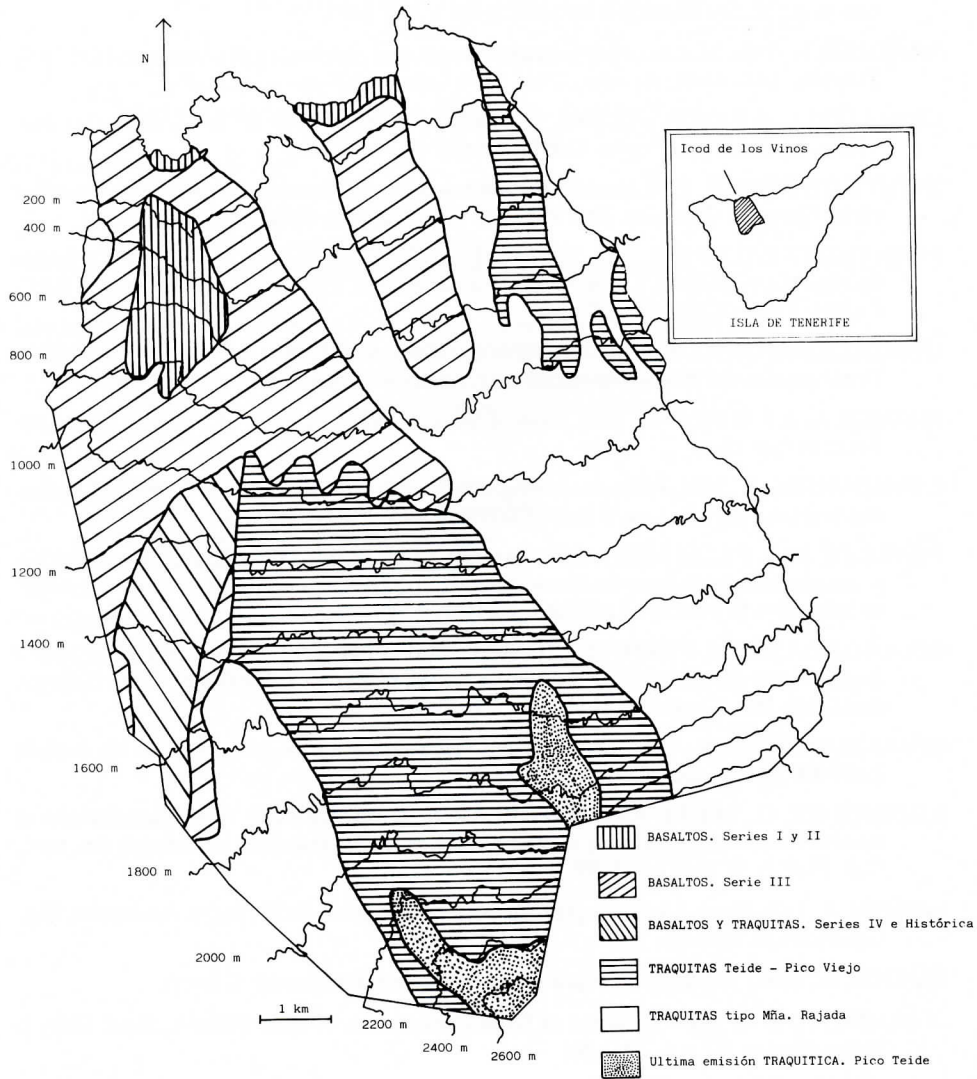 N
Icod de los Vinos
ISLA DE TENERIFE
200 m
400 m
600 m
800 m
1000 m
1200 m
1400 m
1600 m
1800 m
2000 m
2200 m
2400 m
2600 m
1 km
BASALTOS. Series I y II
BASALTOS. Serie III
BASALTOS Y TRAQUITAS. Series IV e Histórica
TRAQUITAS Teide - Pico Viejo
TRAQUITAS tipo Mña. Rajada
Ultima emisión TRAQUITICA. Pico Teide